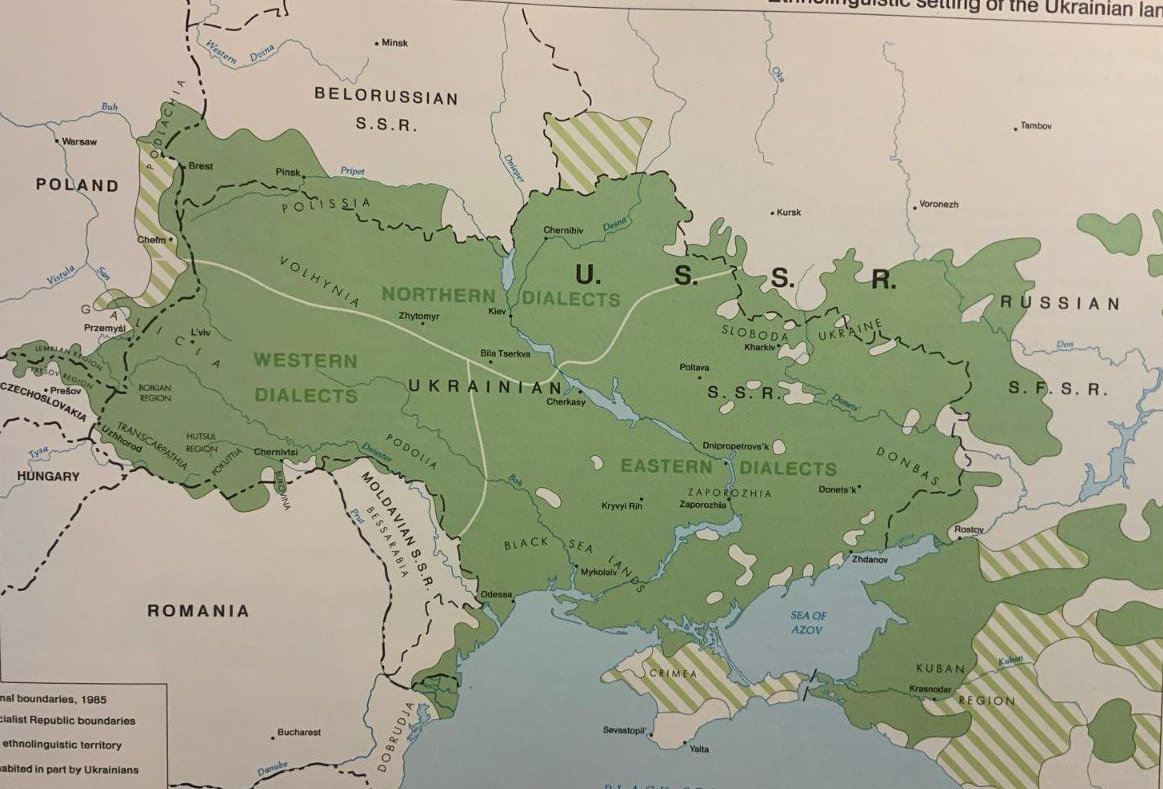 Ethnolinguistic setting of the Ukrainian lan
Western Dvina
Minsk
Oka
BELORUSSIAN
S.S.R.
Buh
Warsaw
PODLACHIA
Tambov
Dnieper
POLAND
Brest
Pinsk
Pripet
POLISSIA
Chełm
Chernihiv
Desna
Kursk
Voronezh
Vistula
San
VOLHYNIA
U. S. S. R.
NORTHERN DIALECTS
RUSSIAN
GALICIA
Przemyśl
L'viv
Zhytomyr
Kiev
SLOBODA UKRAINE
Kharkiv
Don
LEMKIAN REGION
PREŠOV REGION
Prešov
CZECHOSLOVAKIA
WESTERN
DIALECTS
BOIKIAN
REGION
Bila Tserkva
UKRAINIAN
Cherkasy
Poltava
S.S.R.
Donets'
S.F.S.R.
Uzhhorod
TRANSCARPATHIA
HUTSUL
REGION
POKUTTIA
Chernivtsi
BUKOVINA
Dniester
PODOLIA
Boh
Tysa
HUNGARY
Dnipropetrovs'k
EASTERN DIALECTS
DONBAS
ZAPOROZHIA
Donets'k
Kryvyi Rih
Zaporozhia
MOLDAVIAN S.S.R.
BESSARABIA
Prut
BLACK SEA LANDS
Mykolaiv
Rostov
Zhdanov
Odessa
ROMANIA
SEA OF
AZOV
CRIMEA
KUBAN
REGION
Kuban
Krasnodar
Sevastopil'
Yalta
DOBRUDJA
Bucharest
Danube
nal boundaries, 1985
cialist Republic boundaries
ethnolinguistic territory
abited in part by Ukrainians